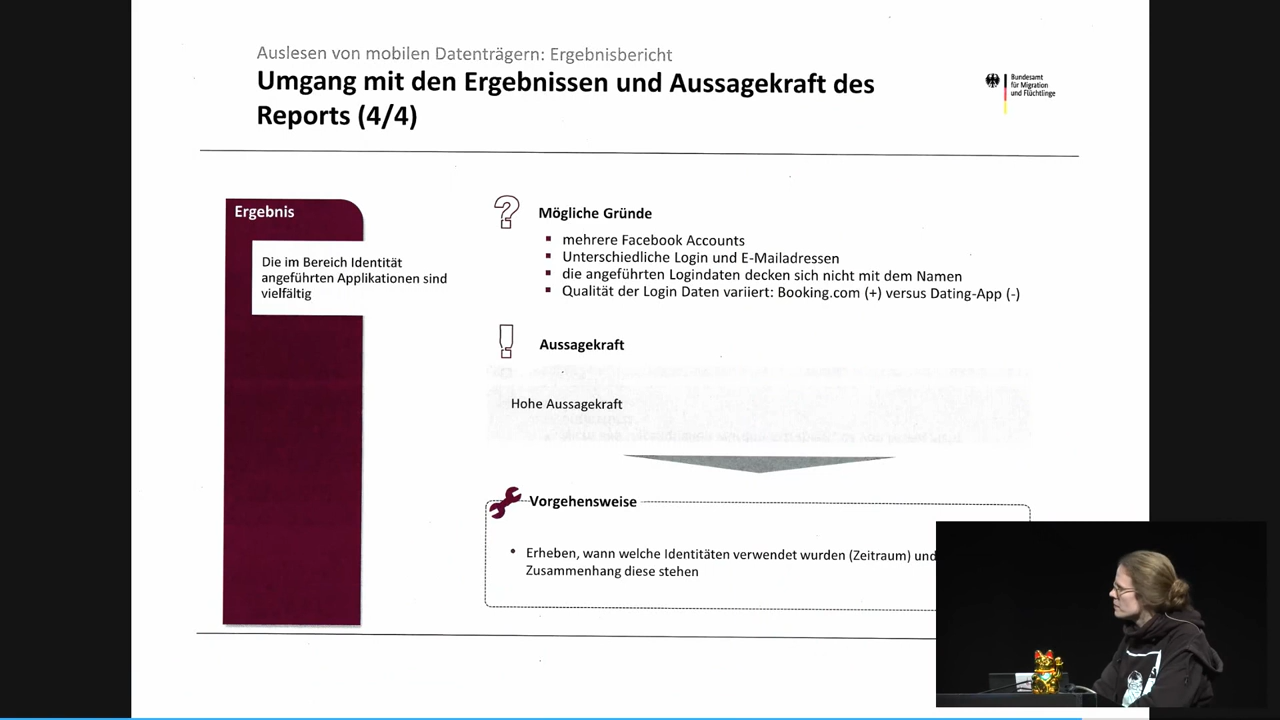 Auslesen von mobilen Datenträgern: Ergebnisbericht
Umgang mit den Ergebnissen und Aussagekraft des
Reports (4/4)
Bundesamt
für Migration
und Flüchtlinge
Ergebnis
Die im Bereich Identität
angeführten Applikationen sind
vielfältig
Mögliche Gründe
▪ mehrere Facebook Accounts
▪ Unterschiedliche Login und E-Mailadressen
▪ die angeführten Logindaten decken sich nicht mit dem Namen
▪ Qualität der Login Daten variiert: Booking.com (+) versus Dating-App (-)
Aussagekraft
Hohe Aussagekraft
Vorgehensweise
• Erheben, wann welche Identitäten verwendet wurden (Zeitraum) und
Zusammenhang diese stehen